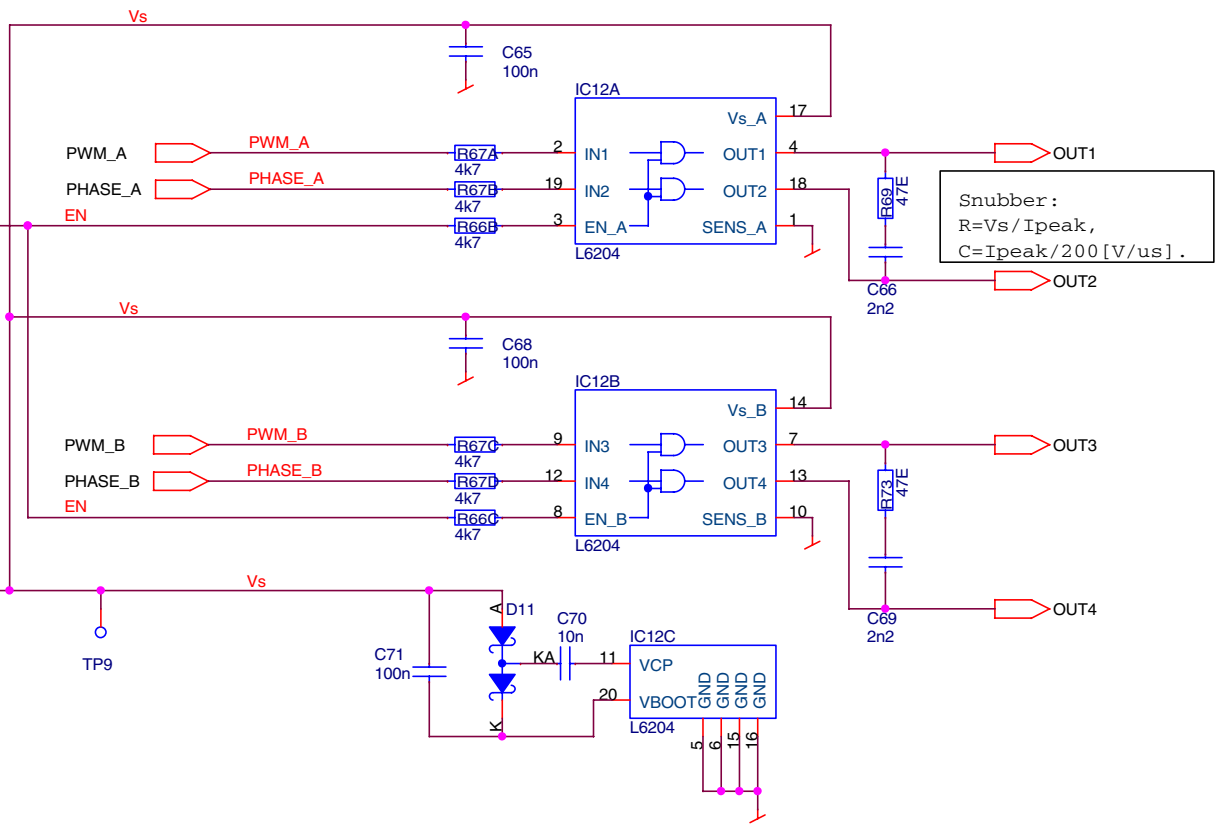 Vs
C65
100n
IC12A
Vs_A
17
PWM_A
PWM_A
R67A
4k7
2
IN1
OUT1
4
OUT1
PHASE_A
PHASE_A
R67B
4k7
19
IN2
OUT2
18
R69
47E
Snubber:
R=Vs/Ipeak,
C=Ipeak/200[V/us].
EN
R66B
4k7
3
EN_A
SENS_A
1
L6204
C66
2n2
OUT2
Vs
C68
100n
IC12B
Vs_B
14
PWM_B
PWM_B
R67C
4k7
9
IN3
OUT3
7
OUT3
PHASE_B
PHASE_B
R67D
4k7
12
IN4
OUT4
13
R73
47E
EN
R66C
4k7
8
EN_B
SENS_B
10
L6204
C69
2n2
OUT4
Vs
TP9
C71
100n
A
D11
KA
K
C70
10n
IC12C
11
VCP
20
VBOOT
GND
GND
GND
GND
L6204
5
6
15
16